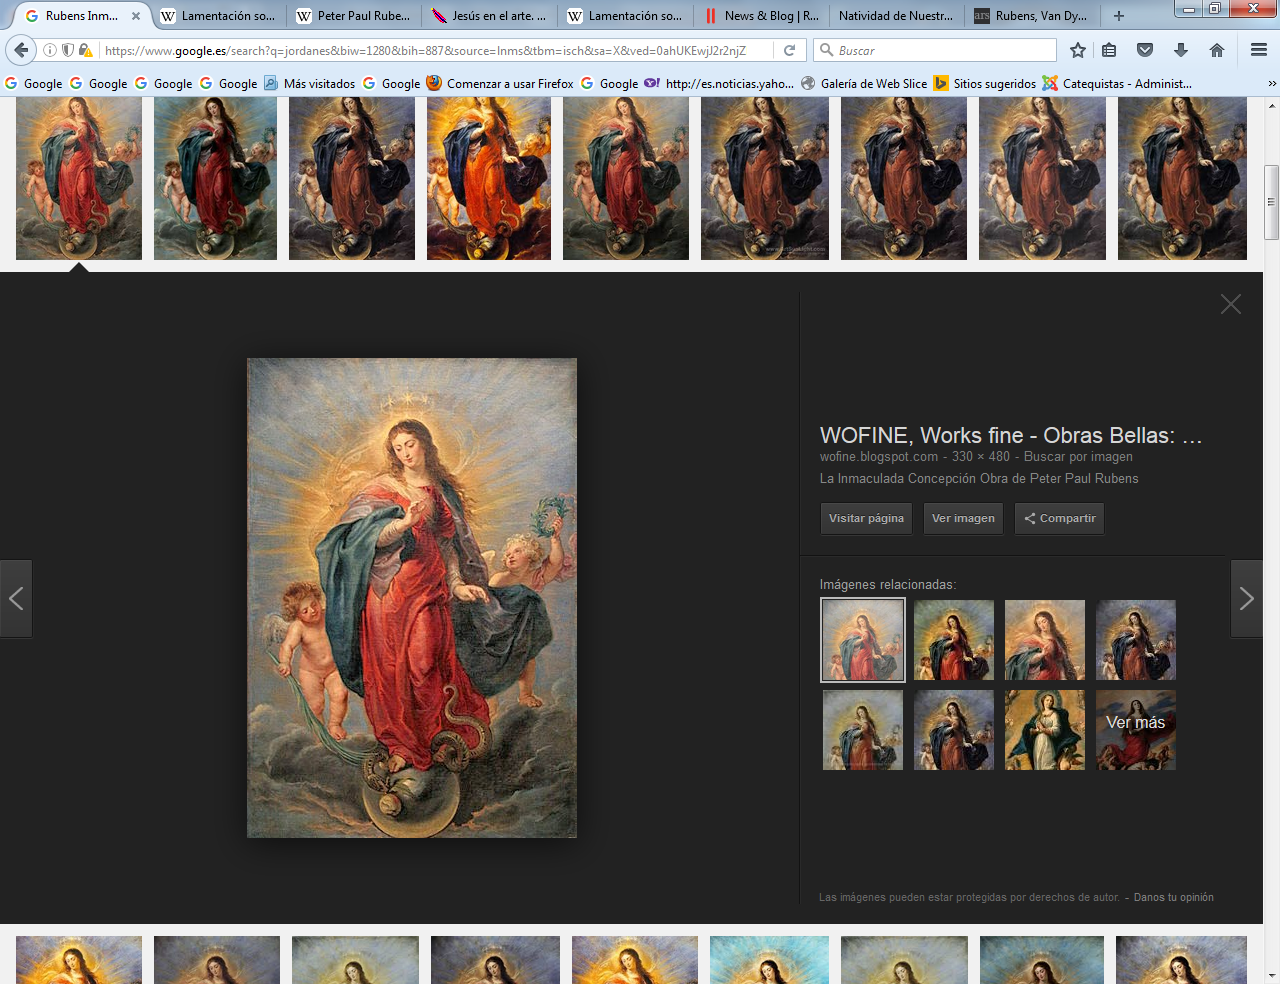 Rubens Inm...
Lamentación so...
Peter Paul Rube...
Jesús en el arte. ...
Lamentación so...
News & Blog | R...
Natividad de Nuestr...
ars
Rubens, Van Dy...
https://www.google.es/search?q=jordanes&biw=1280&bih=887&source=lnms&tbm=isch&sa=X&ved=0ahUKEwjJ2r2njZ
Buscar
Google
Google
Google
Google
Más visitados
Google
Comenzar a usar Firefox
Google
http://es.noticias.yaho...
Galería de Web Slice
Sitios sugeridos
Catequistas - Administ...
WOFINE, Works fine - Obras Bellas: ...
wofine.blogspot.com - 330 × 480 - Buscar por imagen
La Inmaculada Concepción Obra de Peter Paul Rubens
Visitar página
Ver imagen
Compartir
Imágenes relacionadas:
Ver más
Las imágenes pueden estar protegidas por derechos de autor. - Danos tu opinión